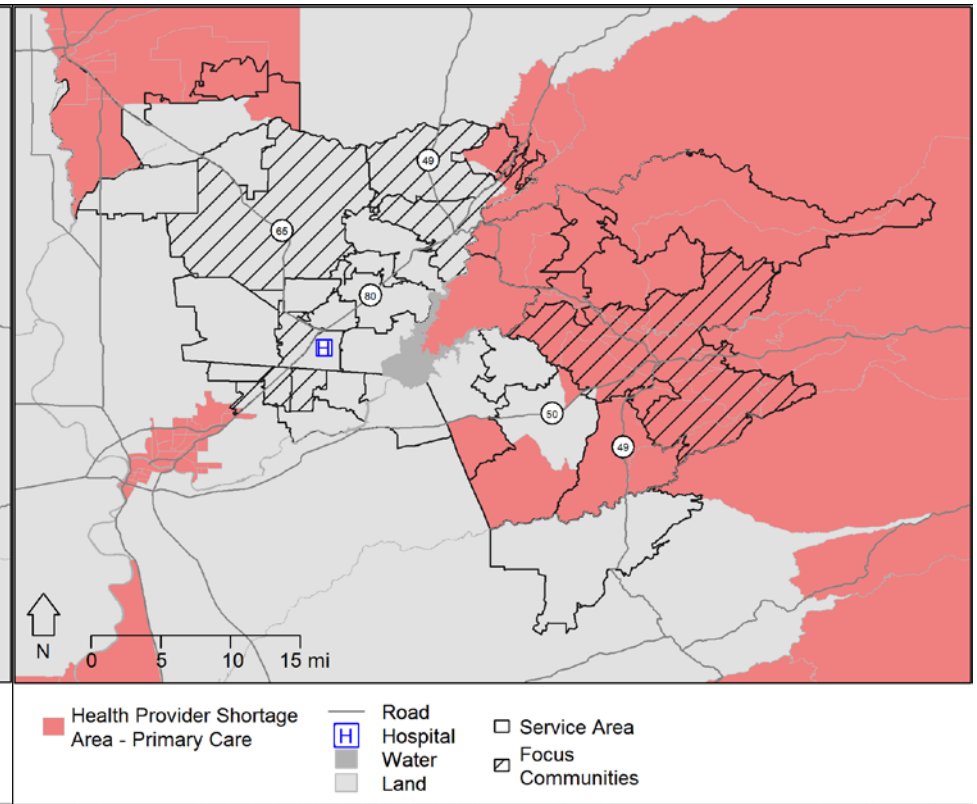 49
65
80
50
49
N
0 5 10 15 mi
Health Provider Shortage
Area - Primary Care
Road
H Hospital
Water
Land
Service Area
Focus
Communities
H